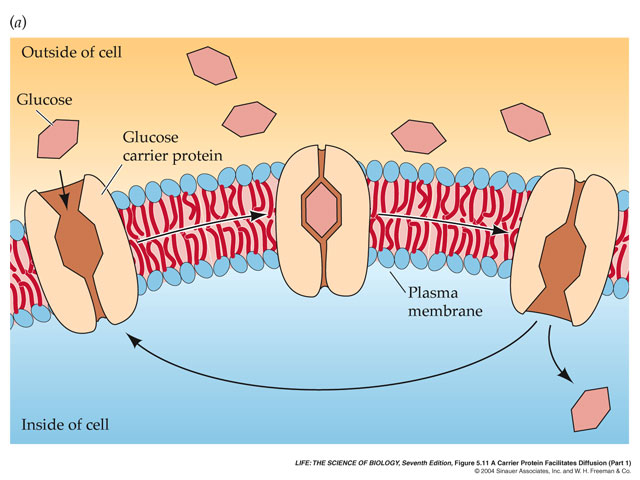 (a)
Outside of cell
Glucose
Glucose
carrier protein
Plasma
membrane
Inside of cell
LIFE: THE SCIENCE OF BIOLOGY, Seventh Edition, Figure 5.11 A Carrier Protein Facilitates Diffusion (Part 1)
© 2004 Sinauer Associates, Inc. and W. H. Freeman & Co.